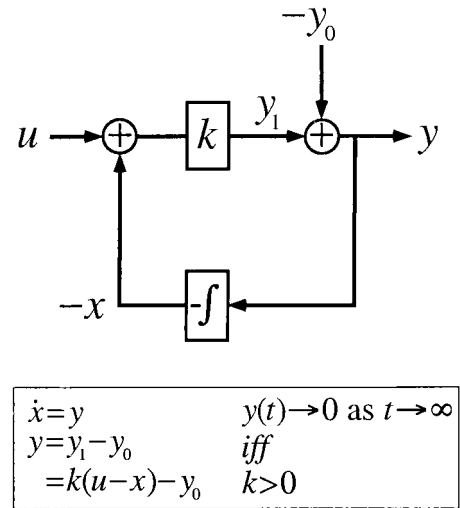 −y₀
u + k y₁ + y
−x -∫
ẋ=y y(t)→0 as t→∞
y=y₁−y₀ iff
=k(u−x)−y₀ k>0